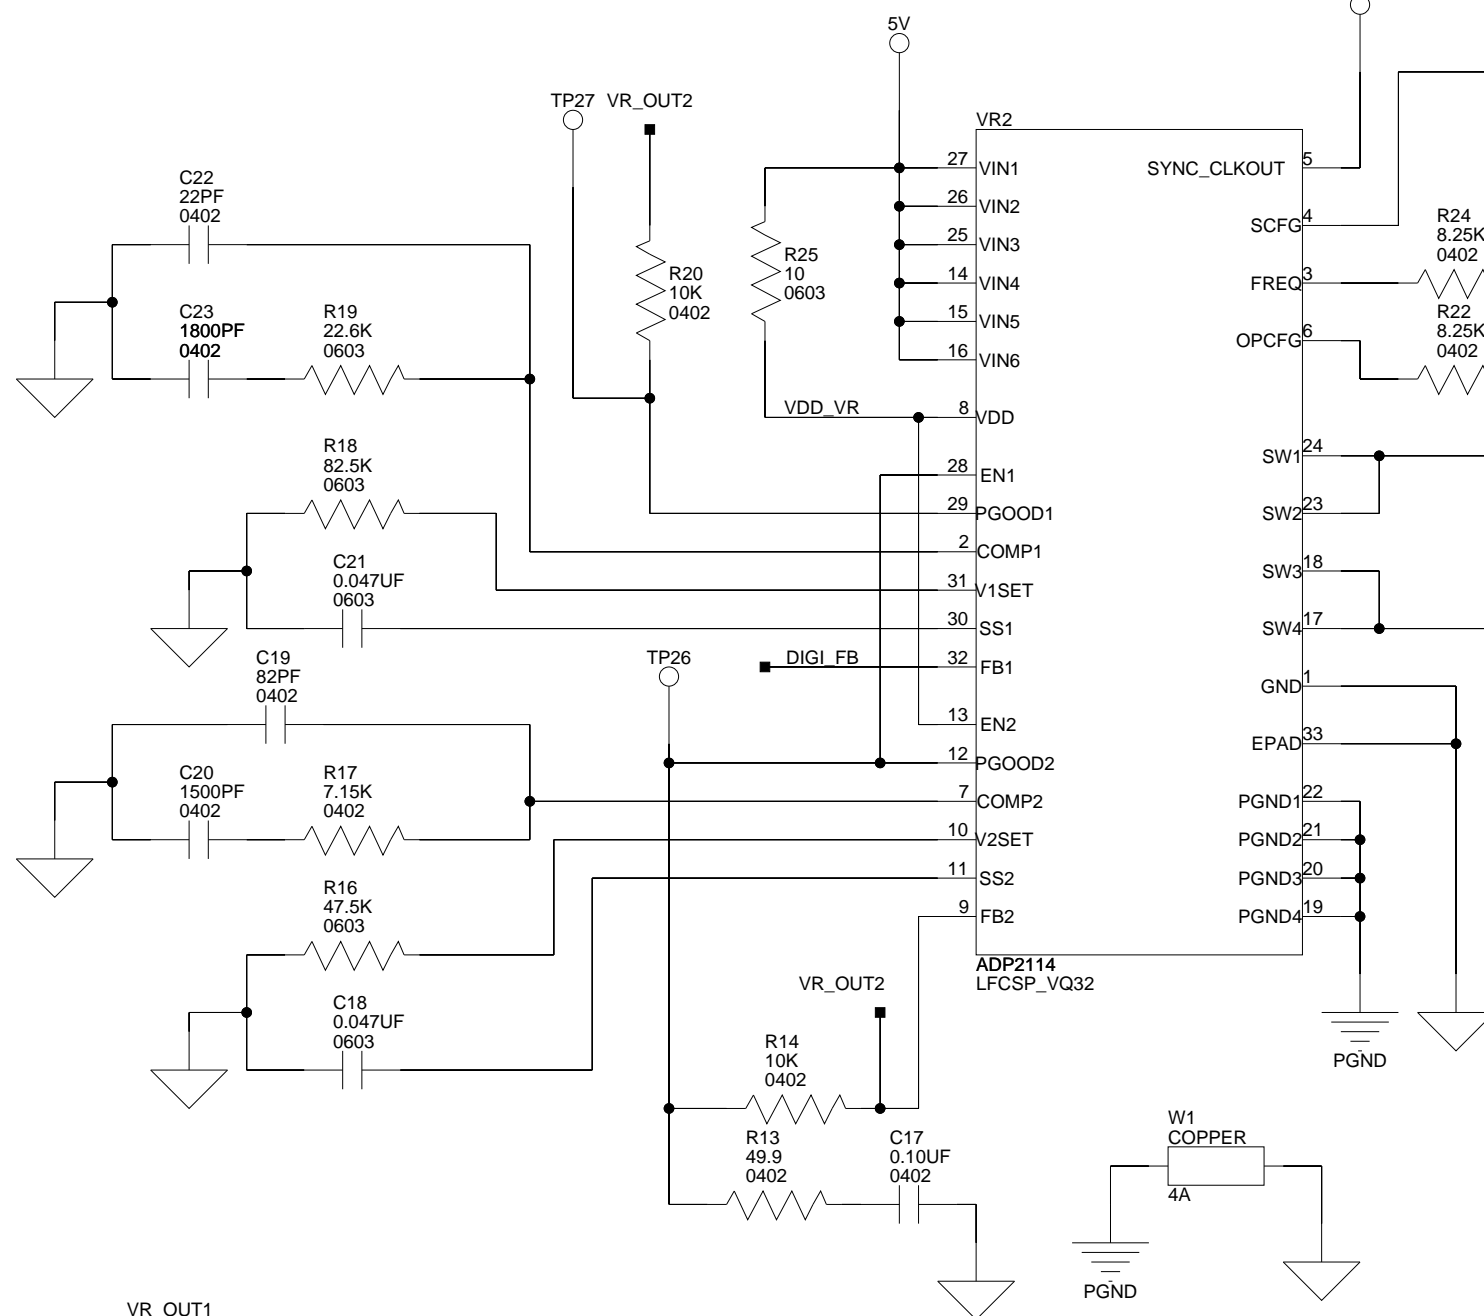 5V
TP27 VR_OUT2
VR2
C22
22PF
0402
C23
1800PF
0402
R19
22.6K
0603
R20
10K
0402
R25
10
0603
VDD_VR
R18
82.5K
0603
C21
0.047UF
0603
DIGI_FB
TP26
C19
82PF
0402
C20
1500PF
0402
R17
7.15K
0402
R16
47.5K
0603
C18
0.047UF
0603
27 VIN1
26 VIN2
25 VIN3
14 VIN4
15 VIN5
16 VIN6
8 VDD
28 EN1
29 PGOOD1
2 COMP1
31 V1SET
30 SS1
32 FB1
13 EN2
12 PGOOD2
7 COMP2
10 V2SET
11 SS2
9 FB2
SYNC_CLKOUT 5
SCFG 4
FREQ 3
OPCFG 6
SW1 24
SW2 23
SW3 18
SW4 17
GND 1
EPAD 33
PGND1 22
PGND2 21
PGND3 20
PGND4 19
R24
8.25K
0402
R22
8.25K
0402
ADP2114
LFCSP_VQ32
PGND
VR_OUT2
R14
10K
0402
R13
49.9
0402
C17
0.10UF
0402
W1
COPPER
4A
PGND
VR_OUT1